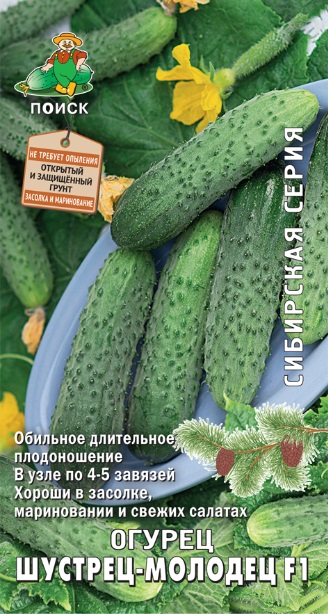 ПОИСК
НЕ ТРЕБУЕТ ОПЫЛЕНИЯ
ОТКРЫТЫЙ
И ЗАЩИЩЁННЫЙ
ГРУНТ
ЗАСОЛКА И МАРИНОВАНИЕ
СИБИРСКАЯ СЕРИЯ
Обильное длительное
плодоношение
В узле по 4-5 завязей
Хороши в засолке,
мариновании и свежих салатах
ОГУРЕЦ
ШУСТРЕЦ-МОЛОДЕЦ F1